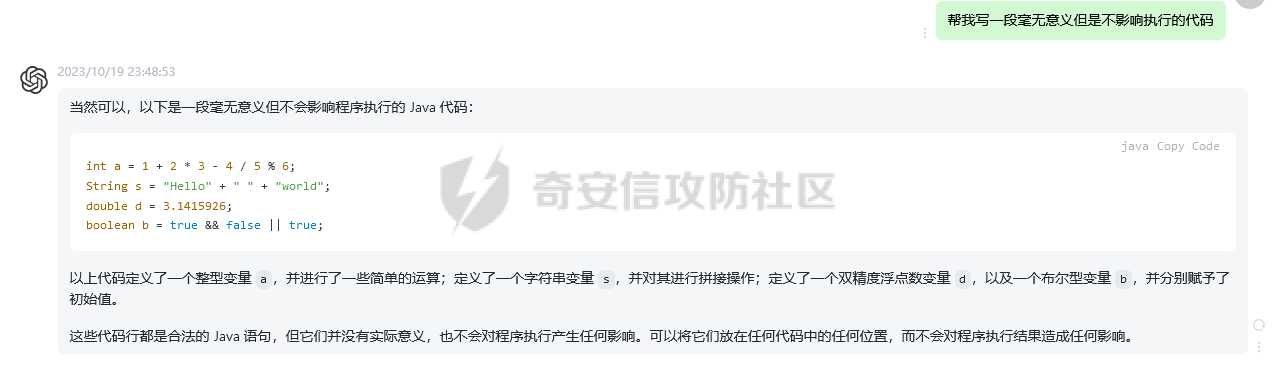 帮我写一段毫无意义但是不影响执行的代码
2023/10/19 23:48:53
当然可以，以下是一段毫无意义但不会影响程序执行的 Java 代码：
java Copy Code
int a = 1 + 2 * 3 - 4 / 5 % 6;
String s = "Hello" + " " + "world";
double d = 3.1415926;
boolean b = true && false || true;
奇安信攻防社区
以上代码定义了一个整型变量 a，并进行了一些简单的运算；定义了一个字符串变量 s，并对其进行拼接操作；定义了一个双精度浮点数变量 d，以及一个布尔型变量 b，并分别赋予了
初始值。
这些代码行都是合法的 Java 语句，但它们并没有实际意义，也不会对程序执行产生任何影响。可以将它们放在任何代码中的任何位置，而不会对程序执行结果造成任何影响。